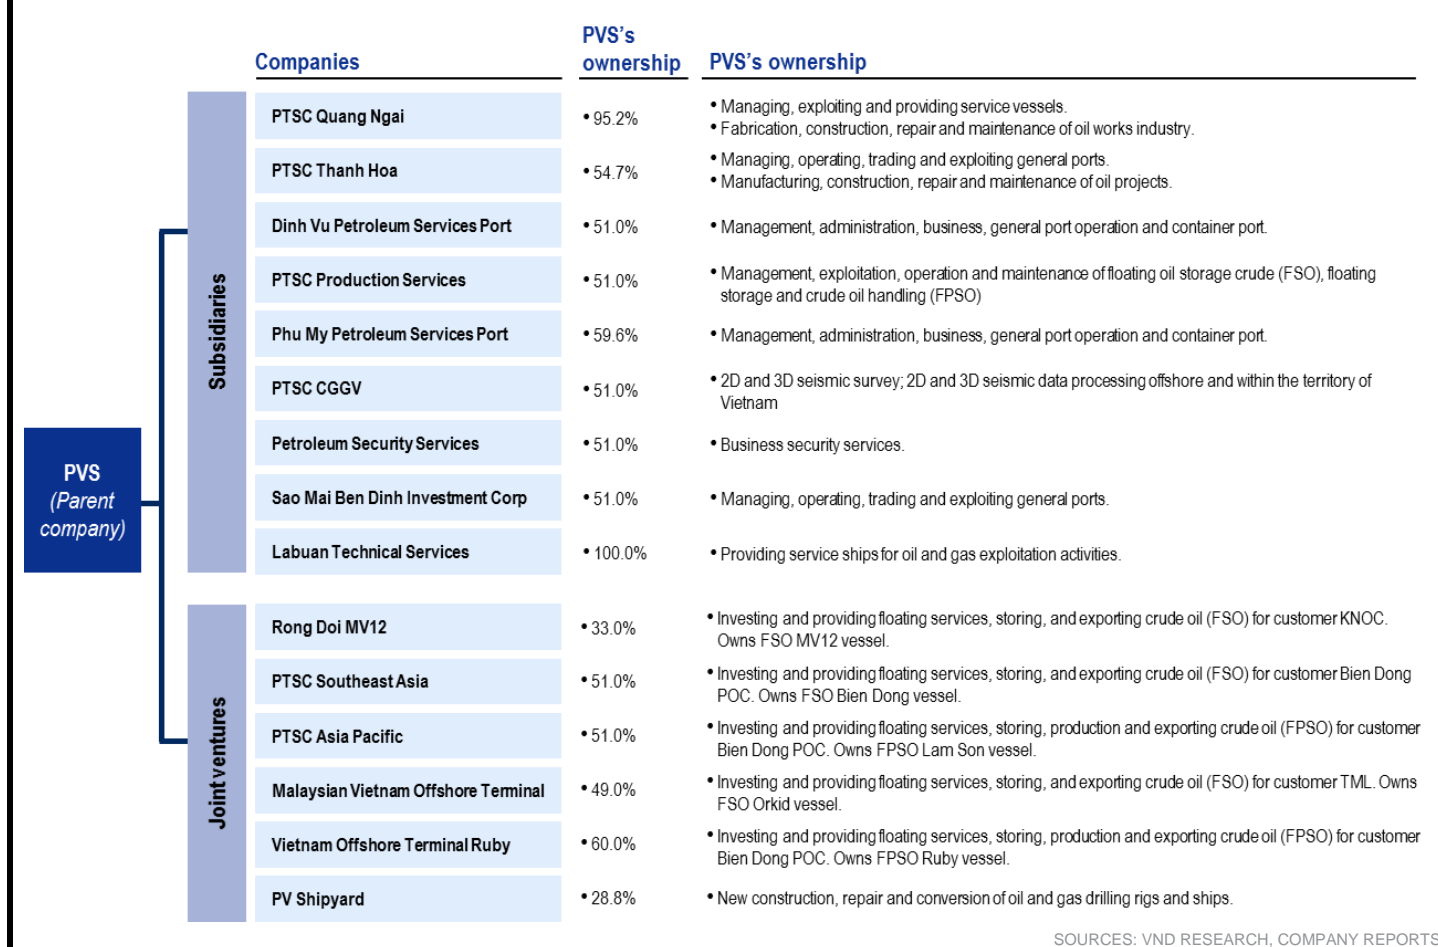 PVS's
ownership
Companies
PVS's ownership
PTSC Quang Ngai
• 95.2%
• Managing, exploiting and providing service vessels.
• Fabrication, construction, repair and maintenance of oil works industry.
PTSC Thanh Hoa
• 54.7%
• Managing, operating, trading and exploiting general ports.
• Manufacturing, construction, repair and maintenance of oil projects.
Dinh Vu Petroleum Services Port
• 51.0%
• Management, administration, business, general port operation and container port.
PTSC Production Services
• 51.0%
• Management, exploitation, operation and maintenance of floating oil storage crude (FSO), floating
storage and crude oil handling (FPSO)
Phu My Petroleum Services Port
• 59.6%
• Management, administration, business, general port operation and container port.
PTSC CGGV
• 51.0%
• 2D and 3D seismic survey; 2D and 3D seismic data processing offshore and within the territory of
Vietnam
Petroleum Security Services
• 51.0%
• Business security services.
Sao Mai Ben Dinh Investment Corp
• 51.0%
• Managing, operating, trading and exploiting general ports.
Labuan Technical Services
• 100.0%
• Providing service ships for oil and gas exploitation activities.
Subsidiaries
PVS
(Parent
company)
Rong Doi MV12
• 33.0%
• Investing and providing floating services, storing, and exporting crude oil (FSO) for customer KNOC.
Owns FSO MV12 vessel.
PTSC Southeast Asia
• 51.0%
• Investing and providing floating services, storing, and exporting crude oil (FSO) for customer Bien Dong
POC. Owns FSO Bien Dong vessel.
PTSC Asia Pacific
• 51.0%
• Investing and providing floating services, storing, production and exporting crude oil (FPSO) for customer
Bien Dong POC. Owns FPSO Lam Son vessel.
Malaysian Vietnam Offshore Terminal
• 49.0%
• Investing and providing floating services, storing, and exporting crude oil (FSO) for customer TML. Owns
FSO Orkid vessel.
Vietnam Offshore Terminal Ruby
• 60.0%
• Investing and providing floating services, storing, production and exporting crude oil (FPSO) for customer
Bien Dong POC. Owns FPSO Ruby vessel.
PV Shipyard
• 28.8%
• New construction, repair and conversion of oil and gas drilling rigs and ships.
Joint ventures
SOURCES: VND RESEARCH, COMPANY REPORTS